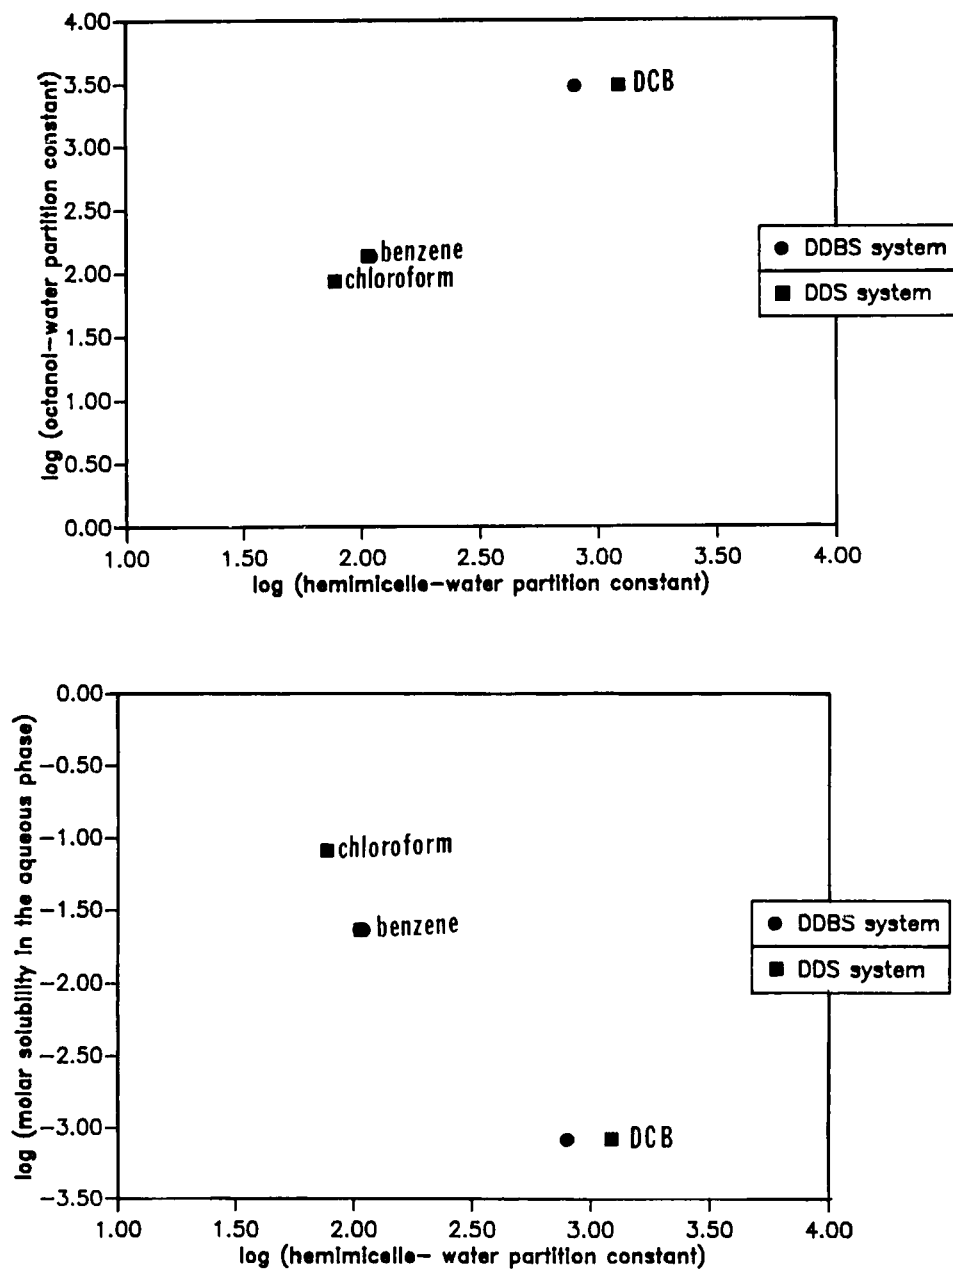 4.00
3.50
3.00
2.50
2.00
1.50
1.00
0.50
0.00
log (octanol-water partition constant)
DCB
benzene
chloroform
DDBS system
DDS system
1.00 1.50 2.00 2.50 3.00 3.50 4.00
log (hemimicelle-water partition constant)
0.00
-0.50
-1.00
-1.50
-2.00
-2.50
-3.00
-3.50
log (molar solubility in the aqueous phase)
chloroform
benzene
DCB
DDBS system
DDS system
1.00 1.50 2.00 2.50 3.00 3.50 4.00
log (hemimicelle- water partition constant)